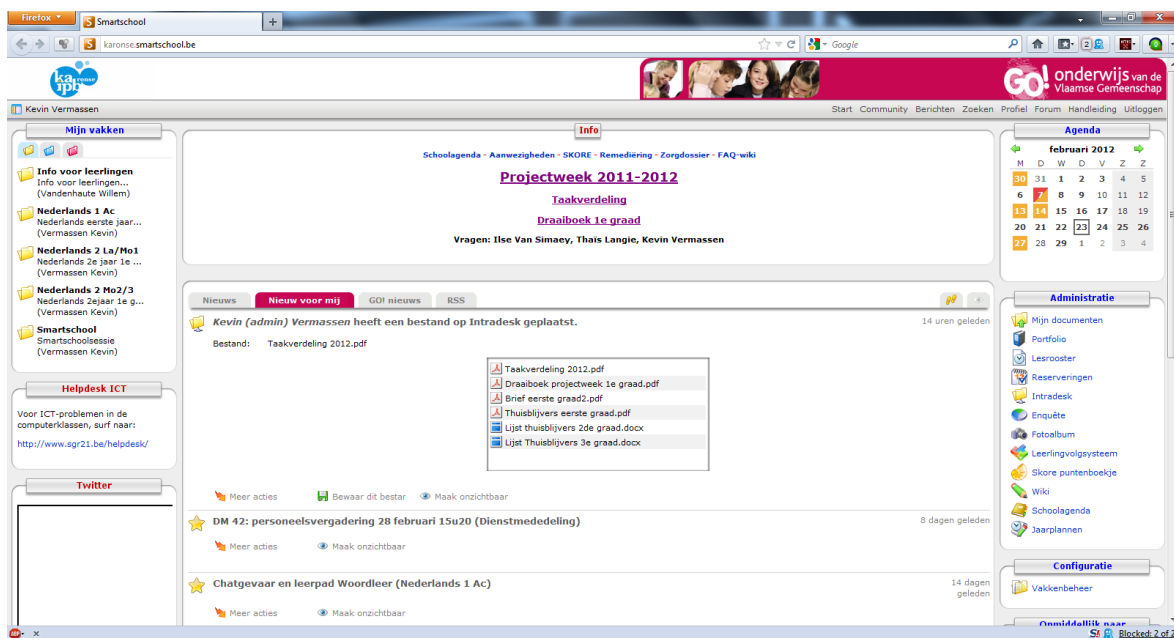 Firefox
Smartschool
karonse.smartschool.be
Google
2
ka. ronse
ipb
GO! onderwijs van de
Vlaamse Gemeenschap
Kevin Vermassen
Start Community Berichten Zoeken Profiel Forum Handleiding Uitloggen
Mijn vakken
Info voor leerlingen
Info voor leerlingen...
(Vandenhaute Willem)
Nederlands 1 Ac
Nederlands eerste jaar...
(Vermassen Kevin)
Nederlands 2 La/Mo1
Nederlands 2e jaar 1e ...
(Vermassen Kevin)
Nederlands 2 Mo2/3
Nederlands 2ejaar 1e g...
(Vermassen Kevin)
Smartschool
Smartschoolsessie
(Vermassen Kevin)
Helpdesk ICT
Voor ICT-problemen in de
computerklassen, surf naar:
http://www.sgr21.be/helpdesk/
Twitter
Info
Schoolagenda - Aanwezigheden - SKORE - Remediëring - Zorgdossier - FAQ-wiki
Projectweek 2011-2012
Taakverdeling
Draaiboek 1e graad
Vragen: Ilse Van Simaey, Thaïs Langie, Kevin Vermassen
Nieuws Nieuw voor mij GO! nieuws RSS
Kevin (admin) Vermassen heeft een bestand op Intradesk geplaatst. 14 uren geleden
Bestand: Taakverdeling 2012.pdf
Taakverdeling 2012.pdf
Draaiboek projectweek 1e graad.pdf
Brief eerste graad2.pdf
Thuisblijvers eerste graad.pdf
Lijst thuisblijvers 2de graad.docx
Lijst Thuisblijvers 3e graad.docx
Meer acties Bewaar dit bestar Maak onzichtbaar
DM 42: personeelsvergadering 28 februari 15u20 (Dienstmededeling) 8 dagen geleden
Meer acties Maak onzichtbaar
Chatgevaar en leerpad Woordleer (Nederlands 1 Ac) 14 dagen
geleden
Meer acties Maak onzichtbaar
Agenda
februari 2012
M D W D V Z Z
30 31 1 2 3 4 5
6 7 8 9 10 11 12
13 14 15 16 17 18 19
20 21 22 23 24 25 26
27 28 29 1 2 3 4
Administratie
Mijn documenten
Portfolio
Lesrooster
Reserveringen
Intradesk
Enquête
Fotoalbum
Leerlingvolgsysteem
Skore puntenboekje
Wiki
Schoolagenda
Jaarplannen
Configuratie
Vakkenbeheer
Onmiddellijk naar
ABP
Blocked: 2 of